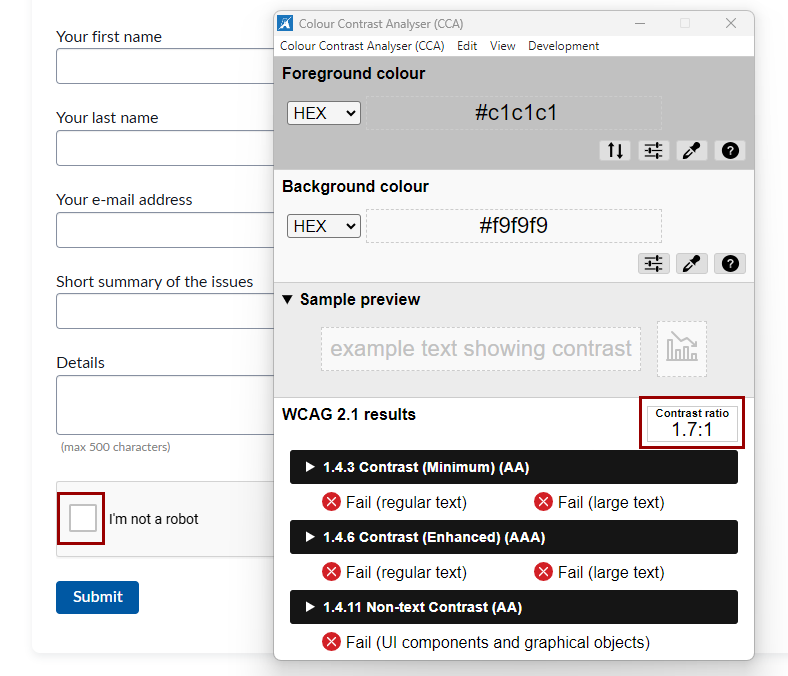 Your first name
Your last name
Your e-mail address
Short summary of the issues
Details
(max 500 characters)
I'm not a robot
Submit
Colour Contrast Analyser (CCA)
Colour Contrast Analyser (CCA) Edit View Development
Foreground colour
HEX #c1c1c1
Background colour
HEX #f9f9f9
▼ Sample preview
example text showing contrast
WCAG 2.1 results
Contrast ratio
1.7:1
1.4.3 Contrast (Minimum) (AA)
Fail (regular text) Fail (large text)
1.4.6 Contrast (Enhanced) (AAA)
Fail (regular text) Fail (large text)
1.4.11 Non-text Contrast (AA)
Fail (UI components and graphical objects)